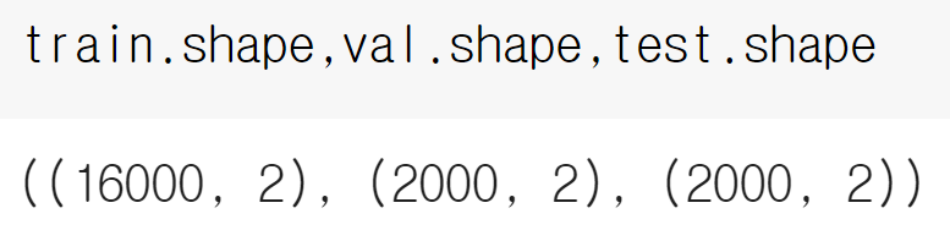 train.shape,val.shape,test.shape
((16000, 2), (2000, 2), (2000, 2))